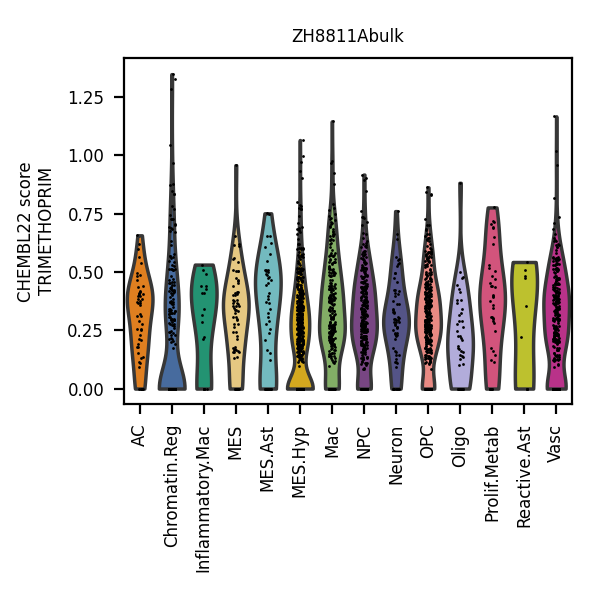 ZH8811Abulk
CHEMBL22 score
TRIMETHOPRIM
1.25
1.00
0.75
0.50
0.25
0.00
AC
Chromatin.Reg
Inflammatory.Mac
MES
MES.Ast
MES.Hyp
Mac
NPC
Neuron
OPC
Oligo
Prolif.Metab
Reactive.Ast
Vasc